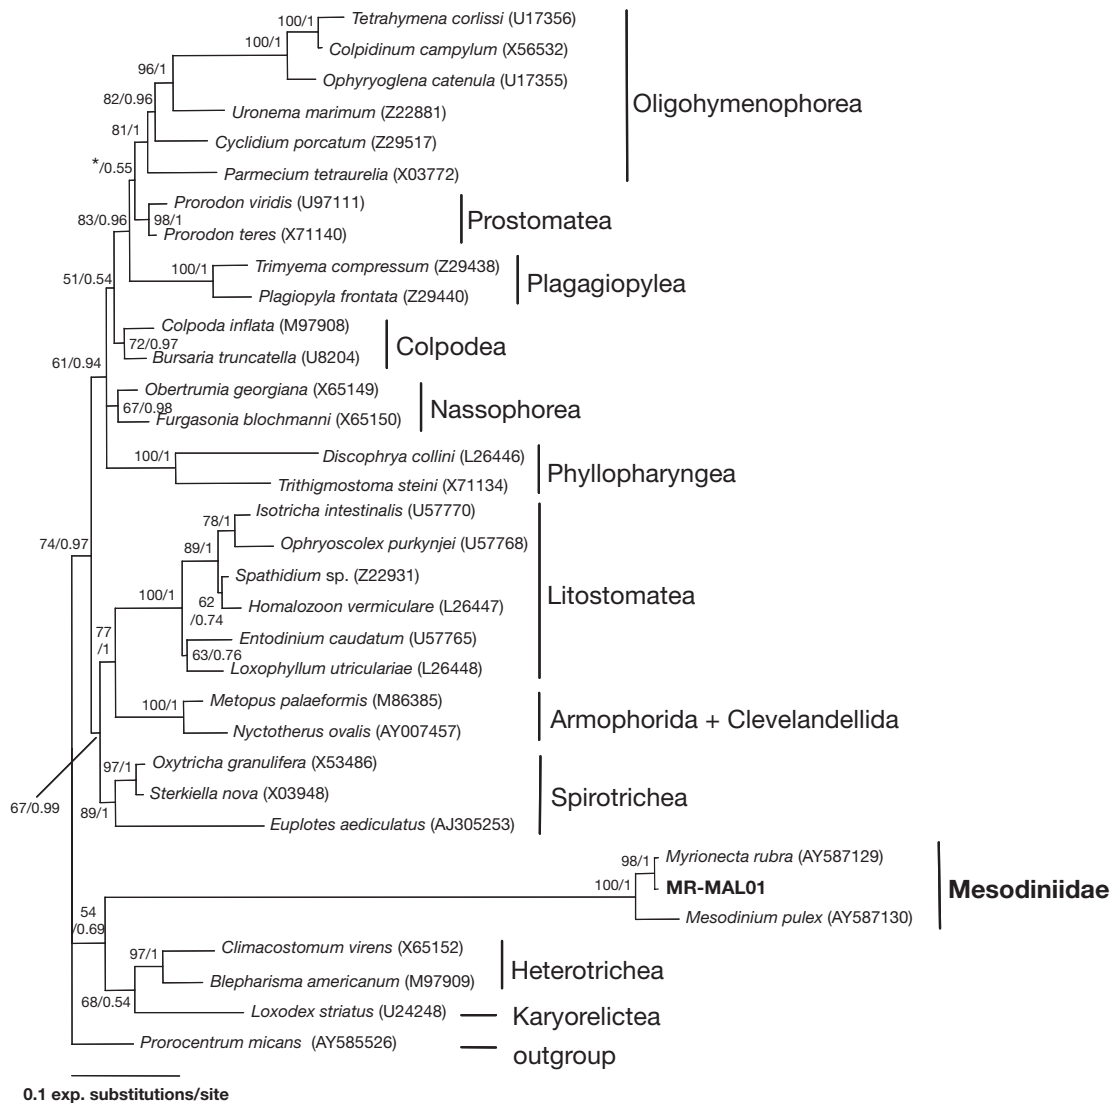 100/1
Tetrahymena corlissi (U17356)
100/1
Colpidinum campylum (X56532)
96/1
Ophyryoglena catenula (U17355)
82/0.96
Uronema marimum (Z22881)
Oligohymenophorea
81/1
Cyclidium porcatum (Z29517)
*/0.55
Parmecium tetraurelia (X03772)
Prorodon viridis (U97111)
83/0.96
98/1
Prostomatea
Prorodon teres (X71140)
100/1
Trimyema compressum (Z29438)
51/0.54
Plagagiopylea
Plagiopyla frontata (Z29440)
Colpoda inflata (M97908)
72/0.97
Colpodea
Bursaria truncatella (U8204)
61/0.94
Obertrumia georgiana (X65149)
67/0.98
Nassophorea
Furgasonia blochmanni (X65150)
100/1
Discophrya collini (L26446)
Phyllopharyngea
Trithigmostoma steini (X71134)
78/1
Isotricha intestinalis (U57770)
74/0.97
89/1
Ophryoscolex purkynjei (U57768)
Spathidium sp. (Z22931)
100/1
62
/0.74
Litostomatea
Homalozoon vermiculare (L26447)
77
/1
Entodinium caudatum (U57765)
63/0.76
Loxophyllum utriculariae (L26448)
100/1
Metopus palaeformis (M86385)
Armophorida + Clevelandellida
Nyctotherus ovalis (AY007457)
97/1
Oxytricha granulifera (X53486)
Sterkiella nova (X03948)
Spirotrichea
67/0.99
89/1
Euplotes aediculatus (AJ305253)
98/1
Myrionecta rubra (AY587129)
100/1
MR-MAL01
Mesodiniidae
54
/0.69
Mesodinium pulex (AY587130)
97/1
Climacostomum virens (X65152)
Heterotrichea
Blepharisma americanum (M97909)
68/0.54
Loxodex striatus (U24248)
Karyorelictea
Prorocentrum micans (AY585526)
outgroup
0.1 exp. substitutions/site